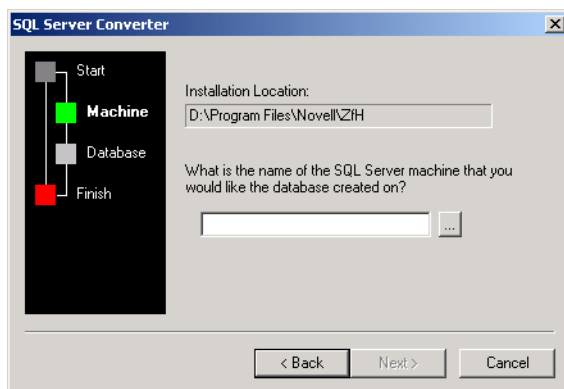 SQL Server Converter
Start
Machine
Database
Finish
Installation Location:
D:\Program Files\Novell\ZfH
What is the name of the SQL Server machine that you
would like the database created on?
...
< Back
Next >
Cancel